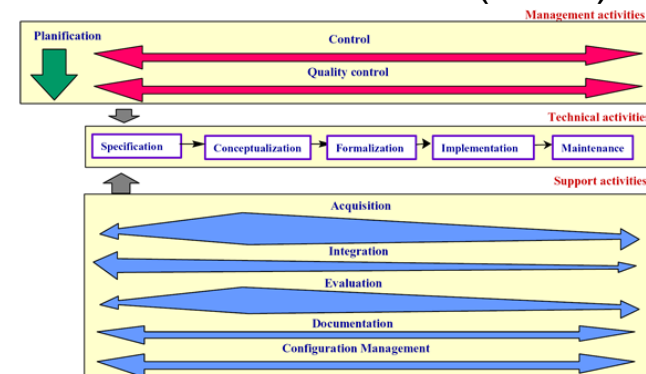 Management activities
Planification
Control
Quality control
Technical activities
Specification
Conceptualization
Formalization
Implementation
Maintenance
Support activities
Acquisition
Integration
Evaluation
Documentation
Configuration Management